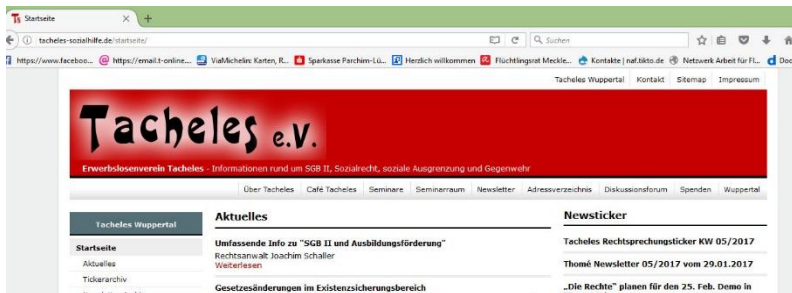 Startseite
tacheles-sozialhilfe.de/startseite/
Suchen
https://www.faceboo... https://email.t-online... ViaMichelin: Karten, R... Sparkasse Parchim-Lü... Herzlich willkommen Flüchtlingsrat Meckle... Kontakte | naf.tikto.de Netzwerk Arbeit für Fl... Doc
Tacheles Wuppertal Kontakt Sitemap Impressum
Tacheles e.V.
Erwerbslosenverein Tacheles - Informationen rund um SGB II, Sozialrecht, soziale Ausgrenzung und Gegenwehr
Über Tacheles Café Tacheles Seminare Seminarraum Newsletter Adressverzeichnis Diskussionsforum Spenden Wuppertal
Tacheles Wuppertal
Startseite
Aktuelles
Tickerarchiv
Aktuelles
Umfassende Info zu "SGB II und Ausbildungsförderung"
Rechtsanwalt Joachim Schaller
Weiterlesen
Gesetzesänderungen im Existenzsicherungsbereich
Newsticker
Tacheles Rechtsprechungsticker KW 05/2017
Thomé Newsletter 05/2017 vom 29.01.2017
„Die Rechte" planen für den 25. Feb. Demo in